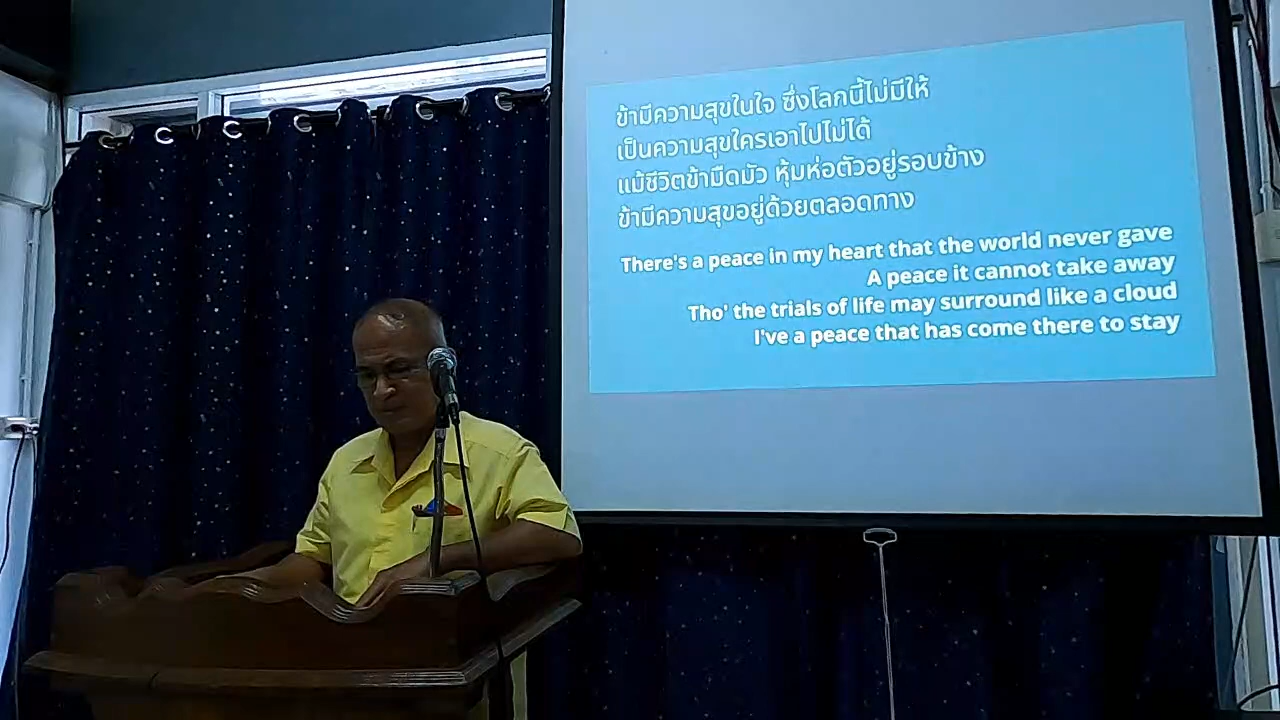 ข้ามีความสุขในใจ ซึ่งโลกนี้ไม่มีให้
เป็นความสุขใครเอาไปไม่ได้
แม้ชีวิตข้ามืดมัว หุ้มห่อตัวอยู่รอบข้าง
ข้ามีความสุขอยู่ด้วยตลอดทาง
There's a peace in my heart that the world never gave
A peace it cannot take away
Tho' the trials of life may surround like a cloud
I've a peace that has come there to stay